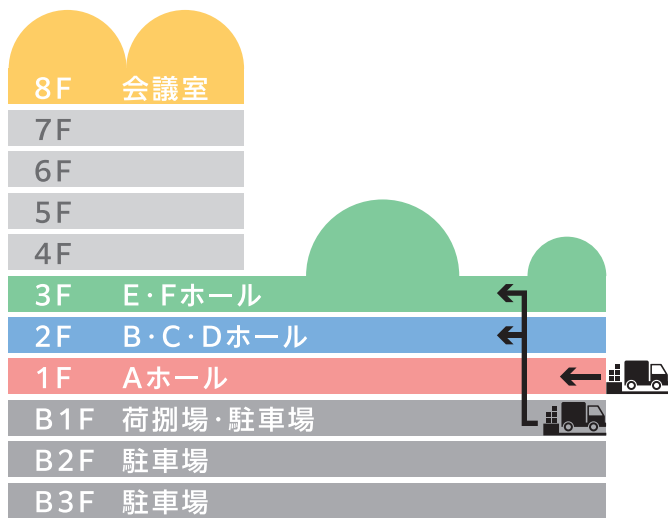 8F 会議室
7F
6F
5F
4F
3F E·Fホール
2F B·C·Dホール
1F Aホール
B1F 荷捌場·駐車場
B2F 駐車場
B3F 駐車場